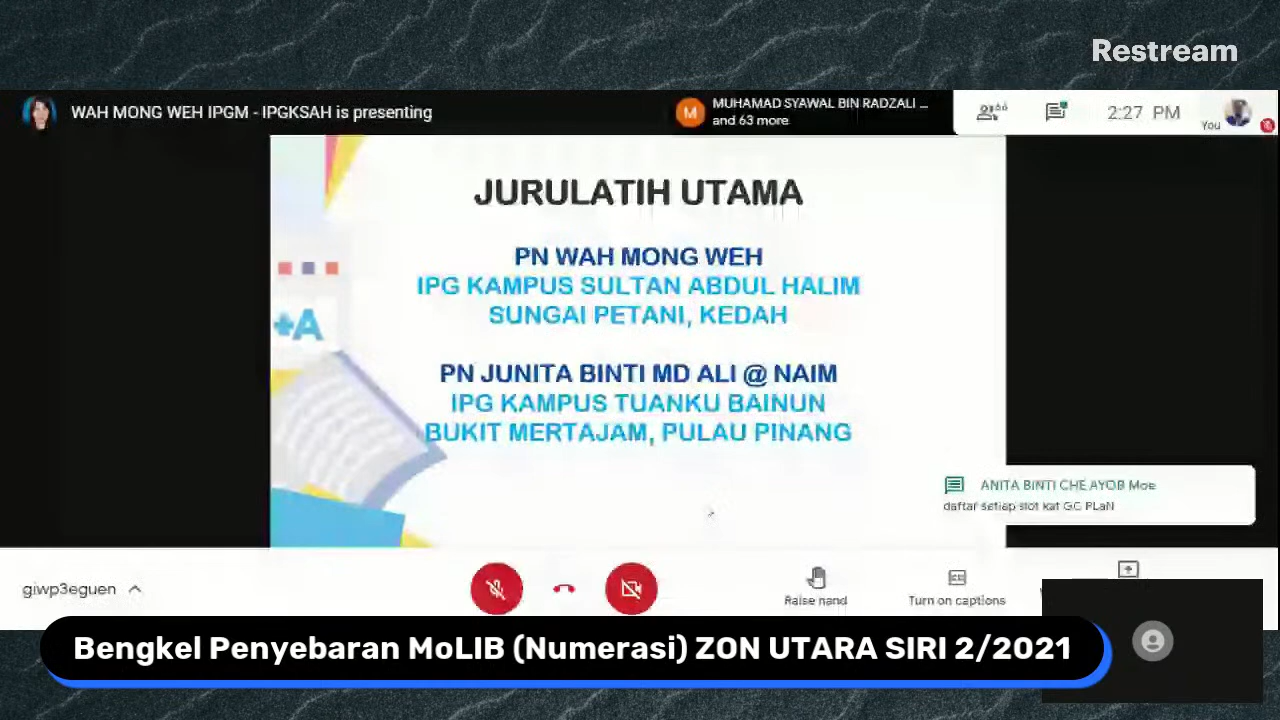 Restream
WAH MONG WEH IPGM - IPGKSAH is presenting
M
MUHAMAD SYAWAL BIN RADZALI ...
and 63 more
2:27 PM
You
JURULATIH UTAMA
PN WAH MONG WEH
IPG KAMPUS SULTAN ABDUL HALIM
SUNGAI PETANI, KEDAH
+A
PN JUNITA BINTI MD ALI @ NAIM
IPG KAMPUS TUANKU BAINUN
BUKIT MERTAJAM, PULAU PINANG
ANITA BINTI CHE AYOB Moe
daftar setiap slot kat GC PLaN
giwp3eguen
Raise hand
Turn on captions
Bengkel Penyebaran MoLIB (Numerasi) ZON UTARA SIRI 2/2021